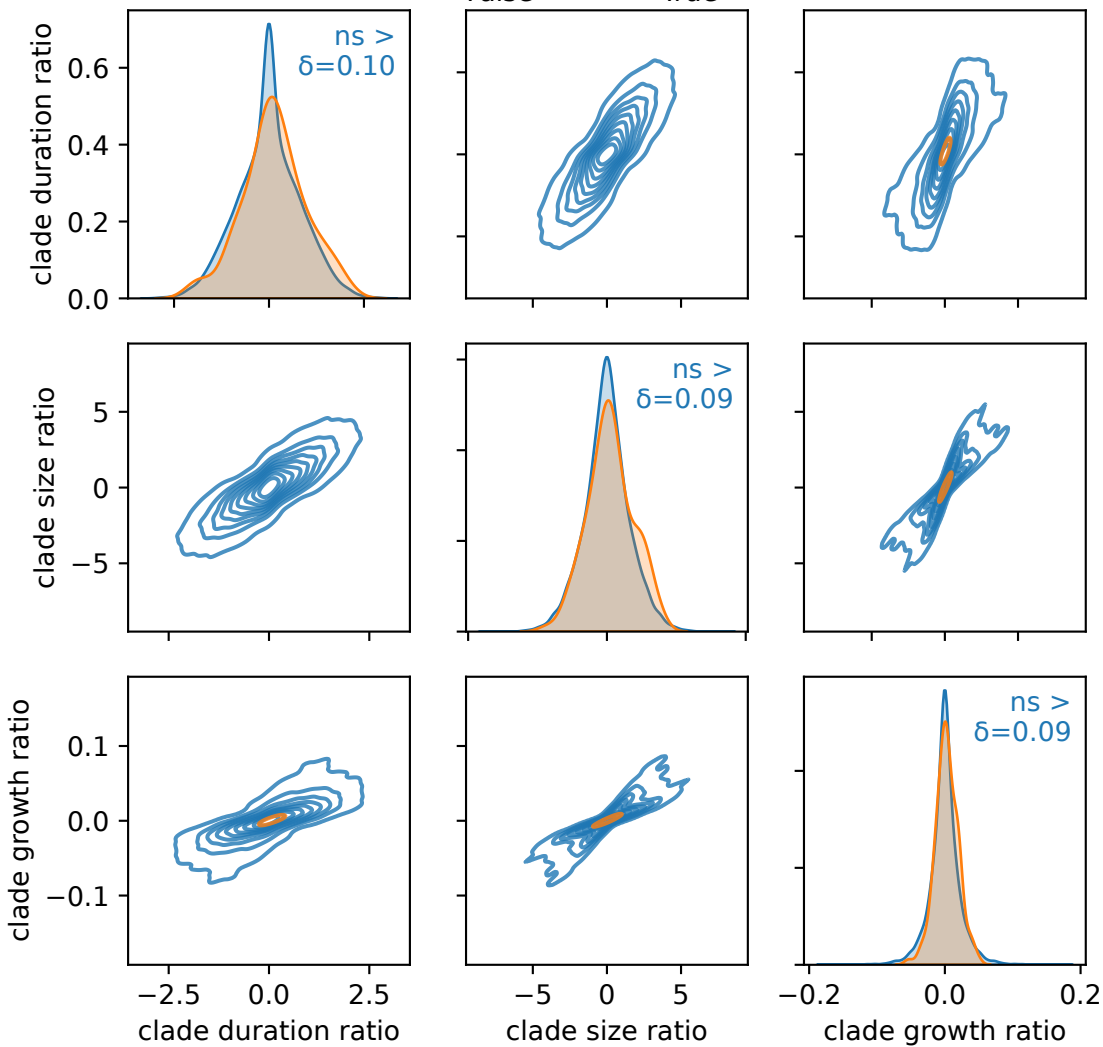 clade duration ratio
0.6
0.4
0.2
0.0
ns >
δ=0.10
clade size ratio
5
0
−5
ns >
δ=0.09
clade growth ratio
0.1
0.0
−0.1
ns >
δ=0.09
−2.5 0.0 2.5
−5 0 5
−0.2 0.0 0.2
clade duration ratio
clade size ratio
clade growth ratio